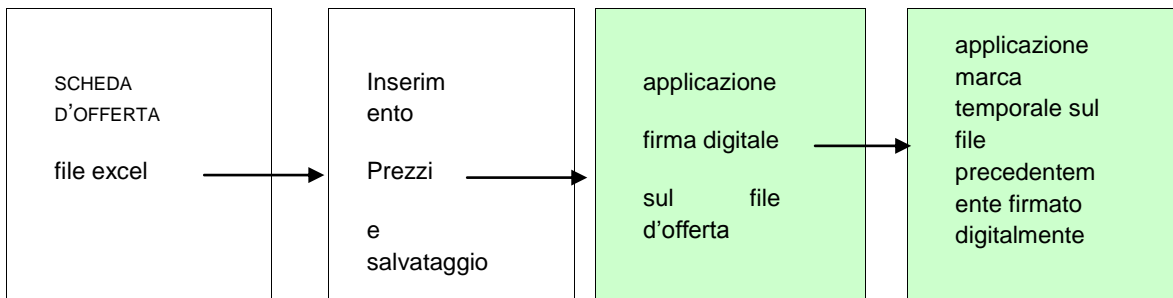 SCHEDA
D'OFFERTA
file excel
Inserim
ento
Prezzi
e
salvataggio
applicazione
firma digitale
sul file
d'offerta
applicazione
marca
temporale sul
file
precedentem
ente firmato
digitalmente